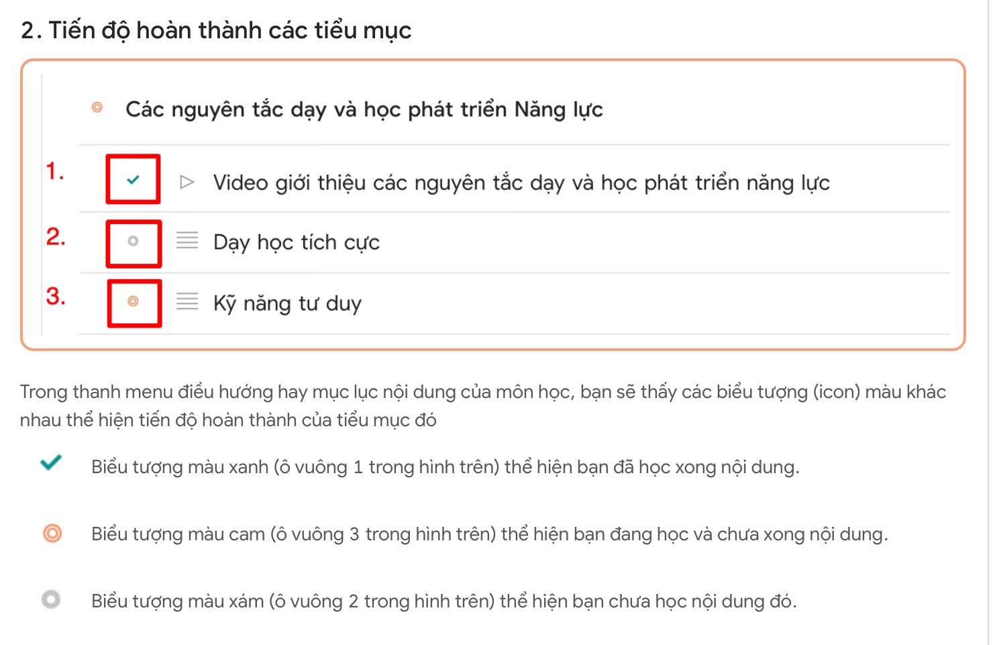 2. Tiến độ hoàn thành các tiểu mục
Các nguyên tắc dạy và học phát triển Năng lực
1.
Video giới thiệu các nguyên tắc dạy và học phát triển năng lực
2.
Dạy học tích cực
3.
Kỹ năng tư duy
Trong thanh menu điều hướng hay mục lục nội dung của môn học, bạn sẽ thấy các biểu tượng (icon) màu khác
nhau thể hiện tiến độ hoàn thành của tiểu mục đó
Biểu tượng màu xanh (ô vuông 1 trong hình trên) thể hiện bạn đã học xong nội dung.
Biểu tượng màu cam (ô vuông 3 trong hình trên) thể hiện bạn đang học và chưa xong nội dung.
Biểu tượng màu xám (ô vuông 2 trong hình trên) thể hiện bạn chưa học nội dung đó.